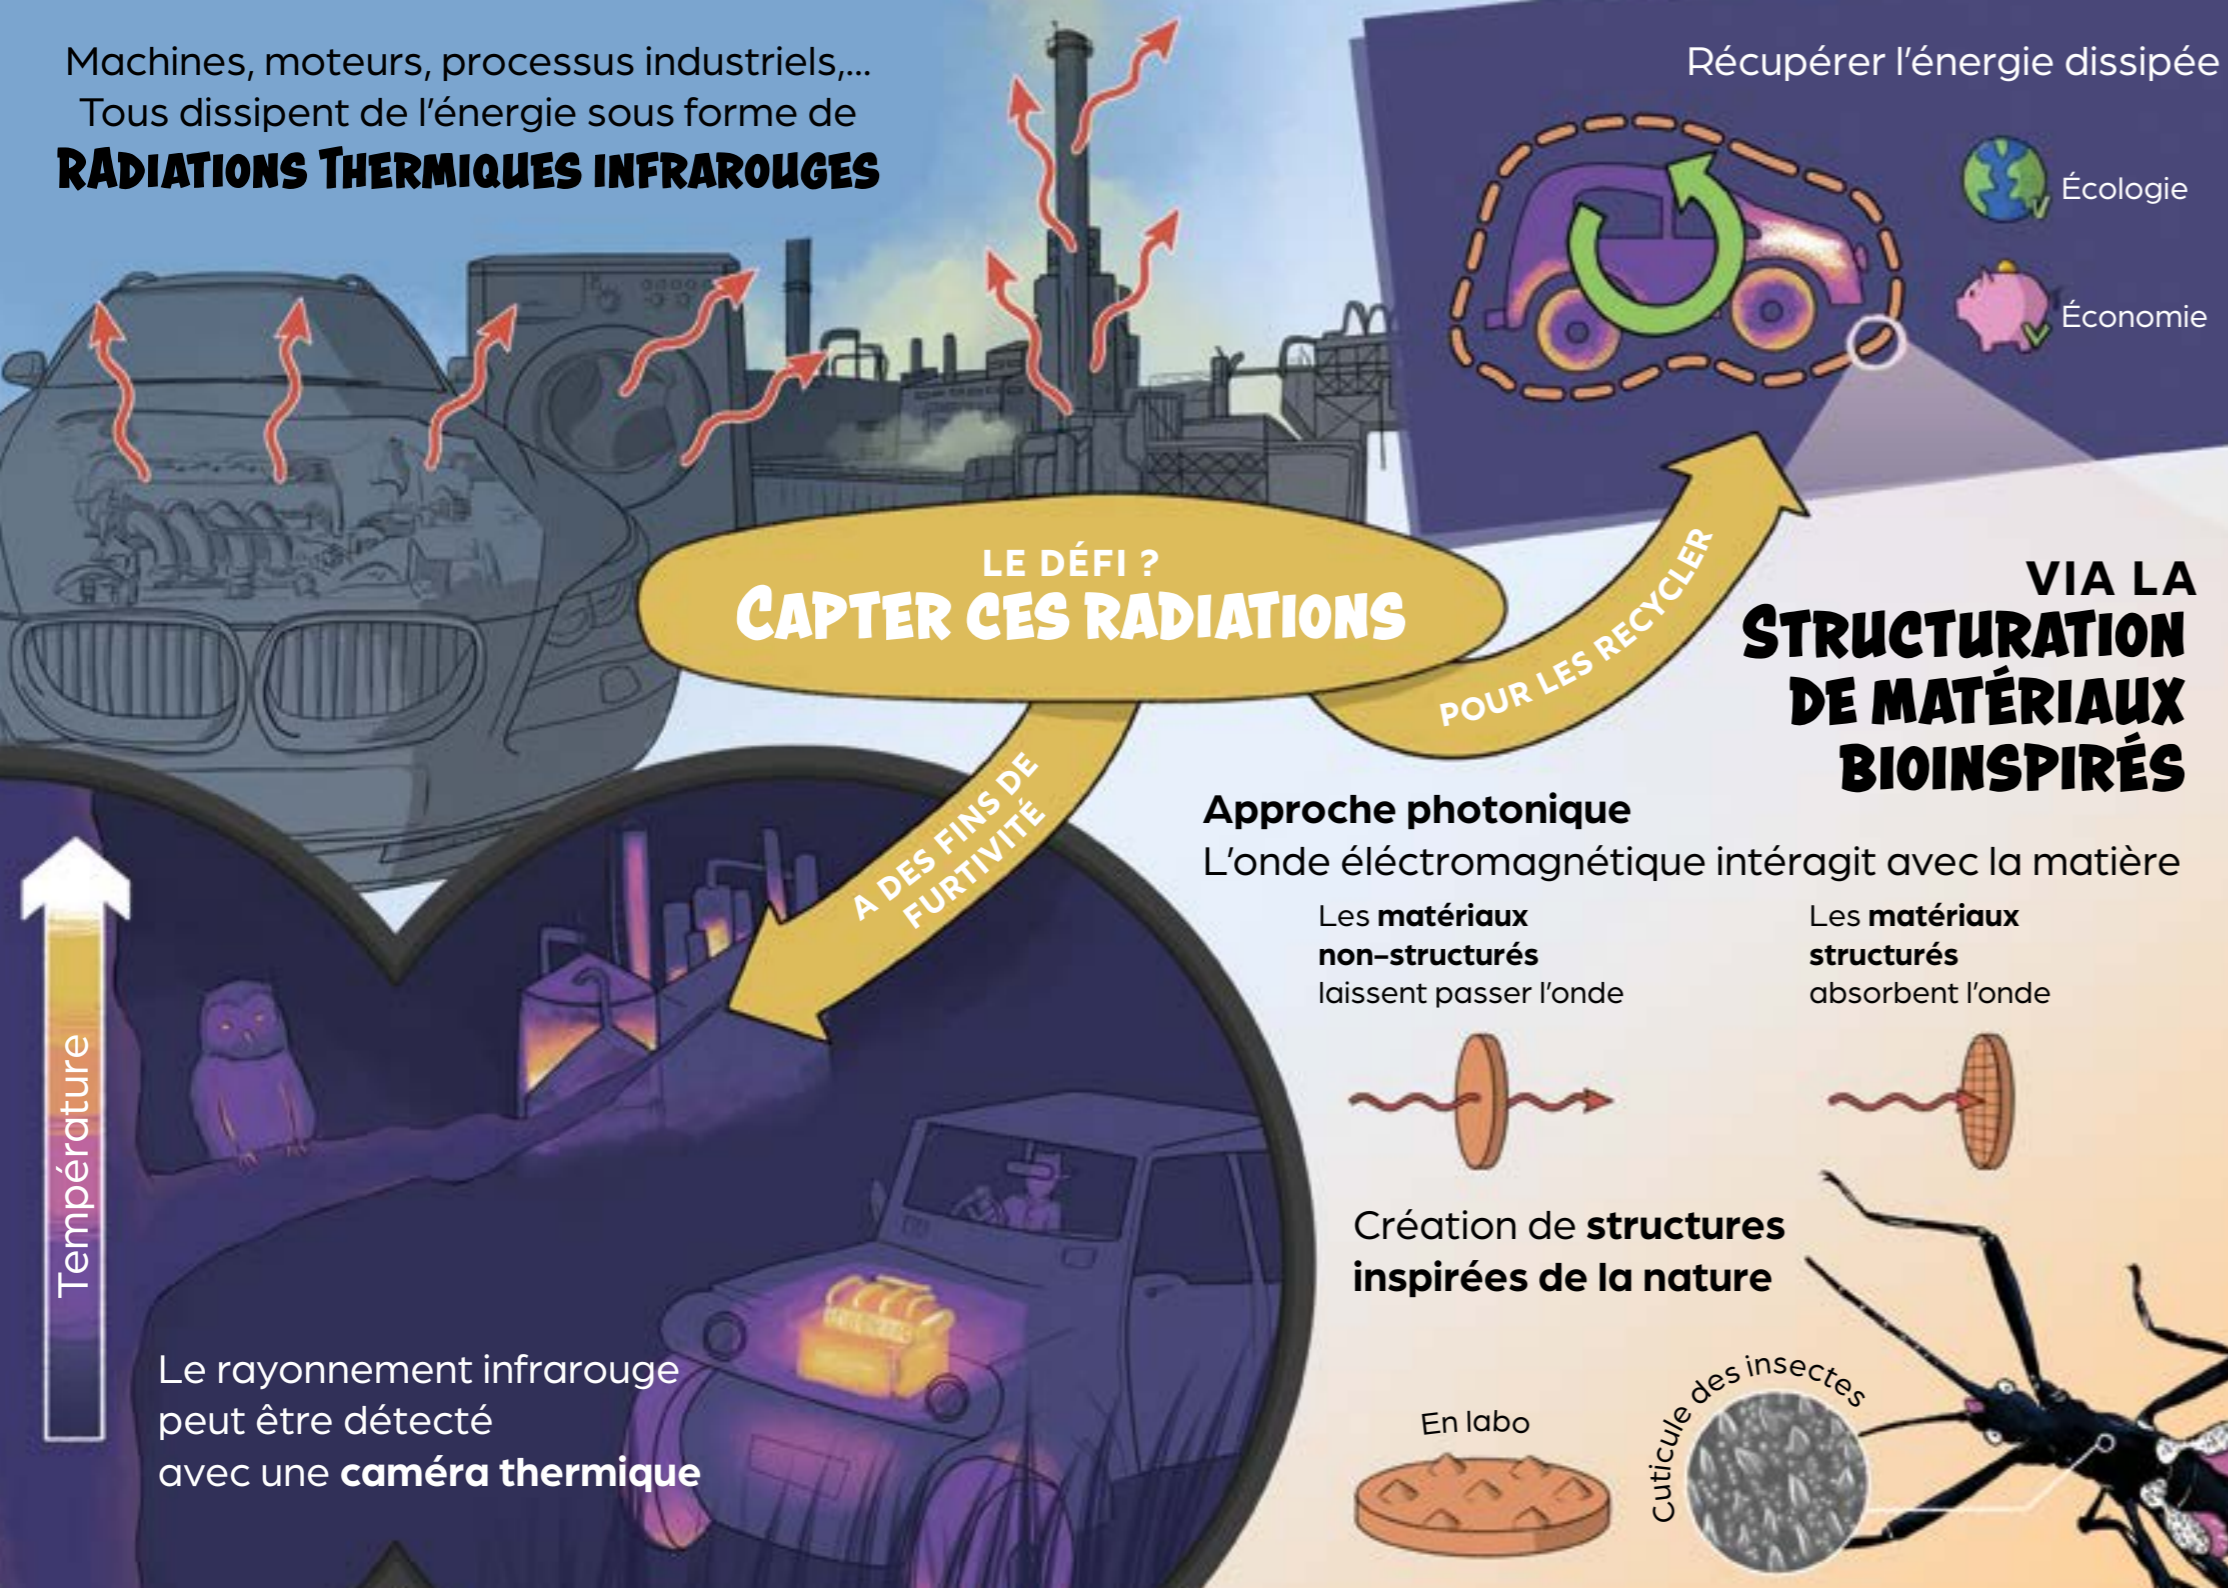 Machines, moteurs, processus industriels,...
Tous dissipent de l'énergie sous forme de
RADIATIONS THERMIQUES INFRAROUGES
Récupérer l'énergie dissipée
Écologie
Économie
LE DÉFI ?
CAPTER CES RADIATIONS
POUR LES RECYCLER
A DES FINS DE
FURTIVITÉ
VIA LA
STRUCTURATION
DE MATÉRIAUX
BIOINSPIRÉS
Approche photonique
L'onde éléctromagnétique intéragit avec la matière
Les matériaux
non-structurés
laissent passer l'onde
Les matériaux
structurés
absorbent l'onde
Température
Le rayonnement infrarouge
peut être détecté
avec une caméra thermique
Création de structures
inspirées de la nature
En labo
Cuticule des insectes